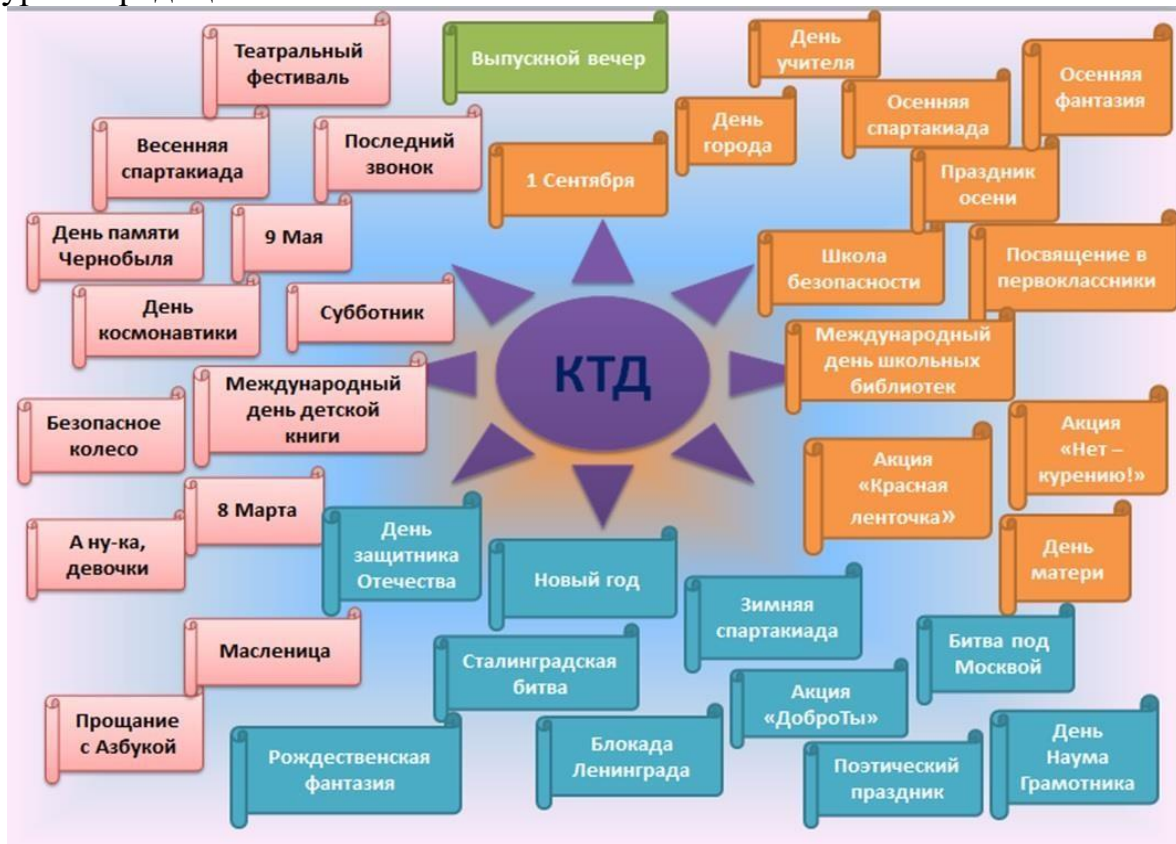 Театральный
фестиваль
Выпускной вечер
День
учителя
Осенняя
фантазия
Осенняя
спартакиада
День
города
Весенняя
спартакиада
Последний
звонок
1 Сентября
Праздник
осени
День памяти
Чернобыля
9 Мая
Школа
безопасности
Посвящение в
первоклассники
День
космонавтики
Субботник
Международный
день школьных
библиотек
КТД
Международный
день детской
книги
Безопасное
колесо
Акция
«Нет –
курению!»
Акция
«Красная
ленточка»
8 Марта
День
защитника
Отечества
А ну-ка,
девочки
Новый год
День
матери
Зимняя
спартакиада
Битва под
Москвой
Масленица
Сталинградская
битва
Акция
«ДоброТы»
Прощание
с Азбукой
Рождественская
фантазия
Блокада
Ленинграда
Поэтический
праздник
День
Наума
Грамотника